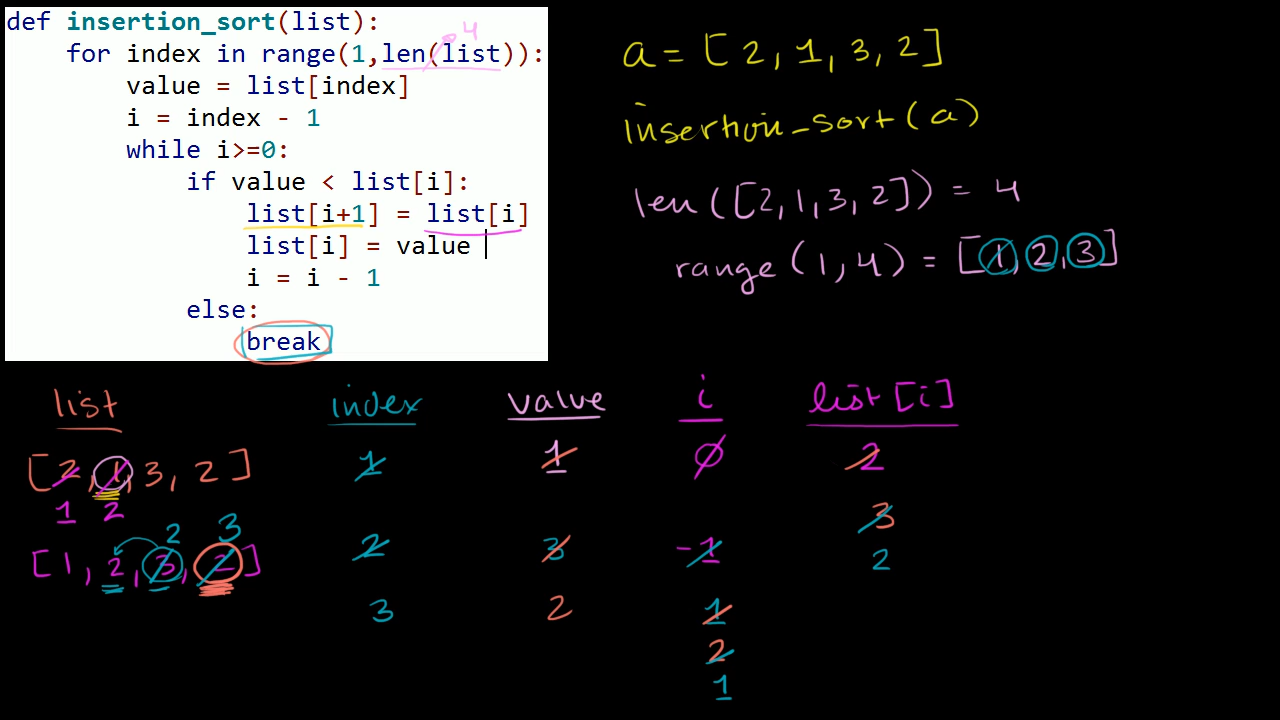 def insertion_sort(list):
for index in range(1,len(list)):
4
value = list[index]
i = index - 1
while i>=0:
if value < list[i]:
list[i+1] = list[i]
list[i] = value
i = i - 1
else:
break
a = [2, 1, 3, 2]
insertion_sort(a)
len([2, 1, 3, 2]) = 4
range(1, 4) = [1, 2, 3]
list index value i list[i]
[2, 1, 3, 2] 1 1 0 2
1 2 3
2 3
[1, 2, 3, 2] 2 3 -1 2
3 2 1
2
1